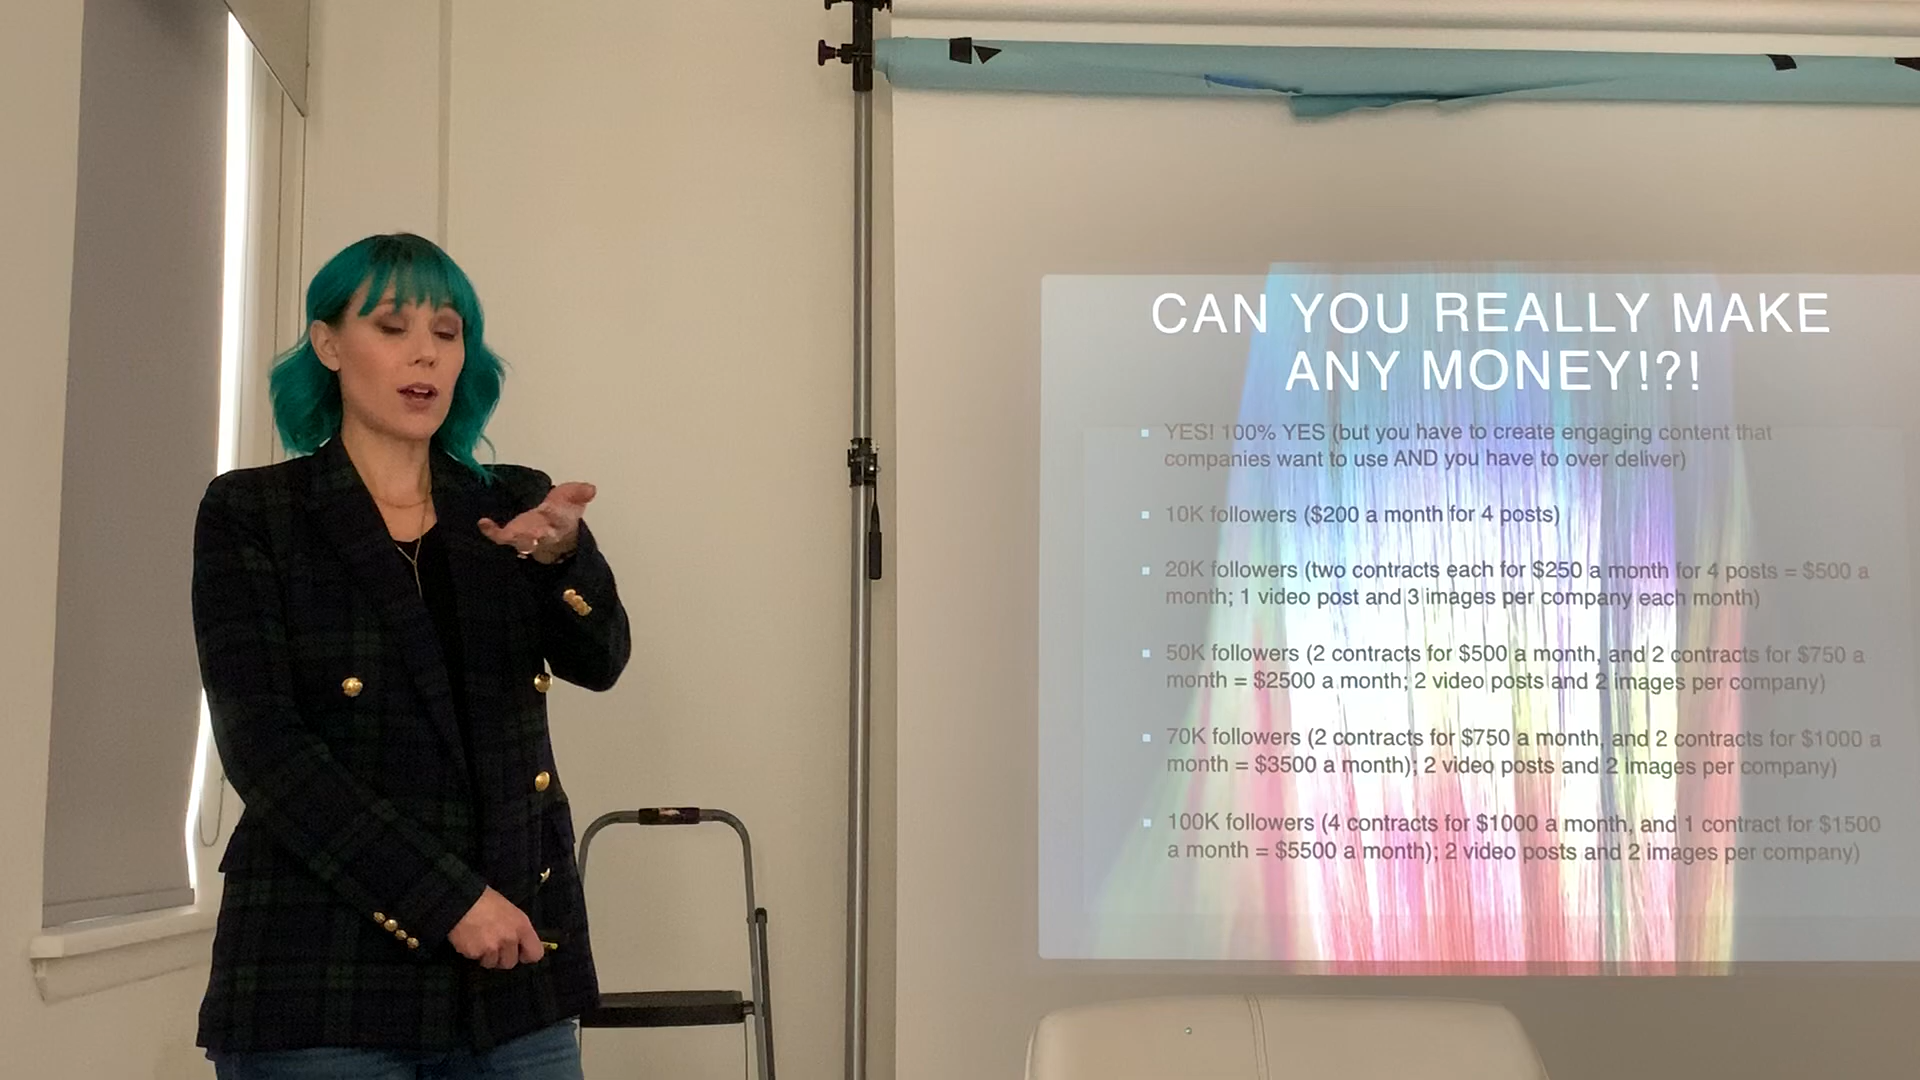 CAN YOU REALLY MAKE
ANY MONEY!?!
▪ YES! 100% YES (but you have to create engaging content that
companies want to use AND you have to over deliver)
▪ 10K followers ($200 a month for 4 posts)
▪ 20K followers (two contracts each for $250 a month for 4 posts = $500 a
month; 1 video post and 3 images per company each month)
▪ 50K followers (2 contracts for $500 a month, and 2 contracts for $750 a
month = $2500 a month; 2 video posts and 2 images per company)
▪ 70K followers (2 contracts for $750 a month, and 2 contracts for $1000 a
month = $3500 a month); 2 video posts and 2 images per company)
▪ 100K followers (4 contracts for $1000 a month, and 1 contract for $1500
a month = $5500 a month); 2 video posts and 2 images per company)